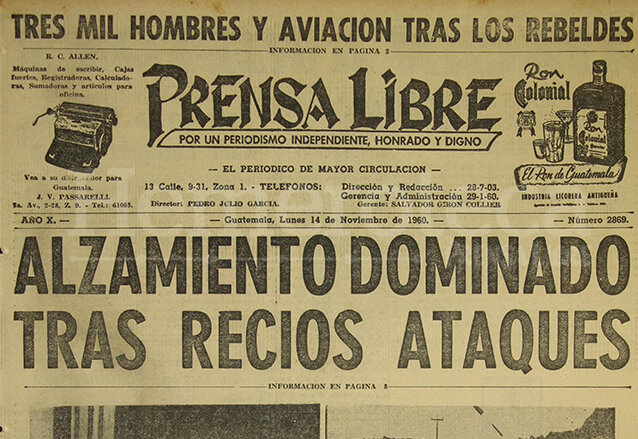 TRES MIL HOMBRES Y AVIACION TRAS LOS REBELDES
INFORMACION EN PAGINA 2
R. C. ALLEN.
Máquinas de escribir, Cajas
fuertes, Registradoras, Calculado-
ras, Sumadoras y artículos para
oficina.
Vea a su distribuidor para
Guatemala.
J. V. PASSARELLI.
7a. Av., 2-28, Z. 9. - Tel.: 61005.
PRENSA LIBRE
POR UN PERIODISMO INDEPENDIENTE, HONRADO Y DIGNO
EL PERIODICO DE MAYOR CIRCULACION
13 Calle, 9-31, Zona 1. - TELEFONOS:
Dirección y Redacción ... 28-7-03.
Gerencia y Administración 29-1-60.
Director: PEDRO JULIO GARCIA.
Gerente: SALVADOR GIRON COLLIER
Ron
Colonial
El Ron de Guatemala
INDUSTRIA LICORERA ANTIGUEÑA
AÑO X. — Guatemala, Lunes 14 de Noviembre de 1960. — Número 2869.
ALZAMIENTO DOMINADO
TRAS RECIOS ATAQUES
INFORMACION EN PAGINA 8